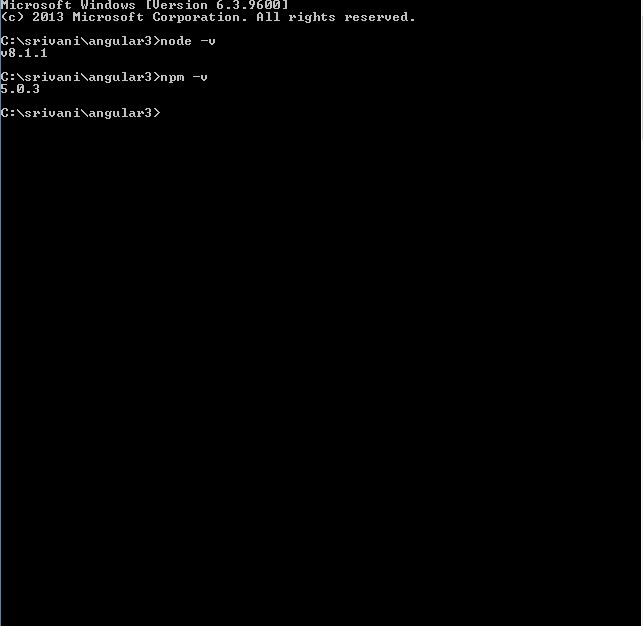 Microsoft Windows [Version 6.3.9600]
(c) 2013 Microsoft Corporation. All rights reserved.
C:\srivani\angular3>node -v
v8.1.1
C:\srivani\angular3>npm -v
5.0.3
C:\srivani\angular3>